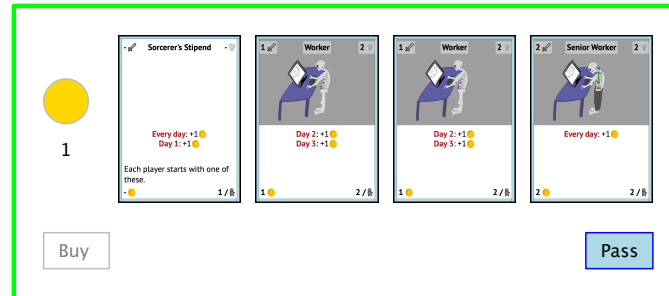 - Sorcerer's Stipend -
Every day: +1
Day 1: +1
Each player starts with one of
these.
- 1 /
1 Worker 2
Day 2: +1
Day 3: +1
1 2 /
1 Worker 2
Day 2: +1
Day 3: +1
1 2 /
2 Senior Worker 2
Every day: +1
2 2 /
1
Buy
Pass